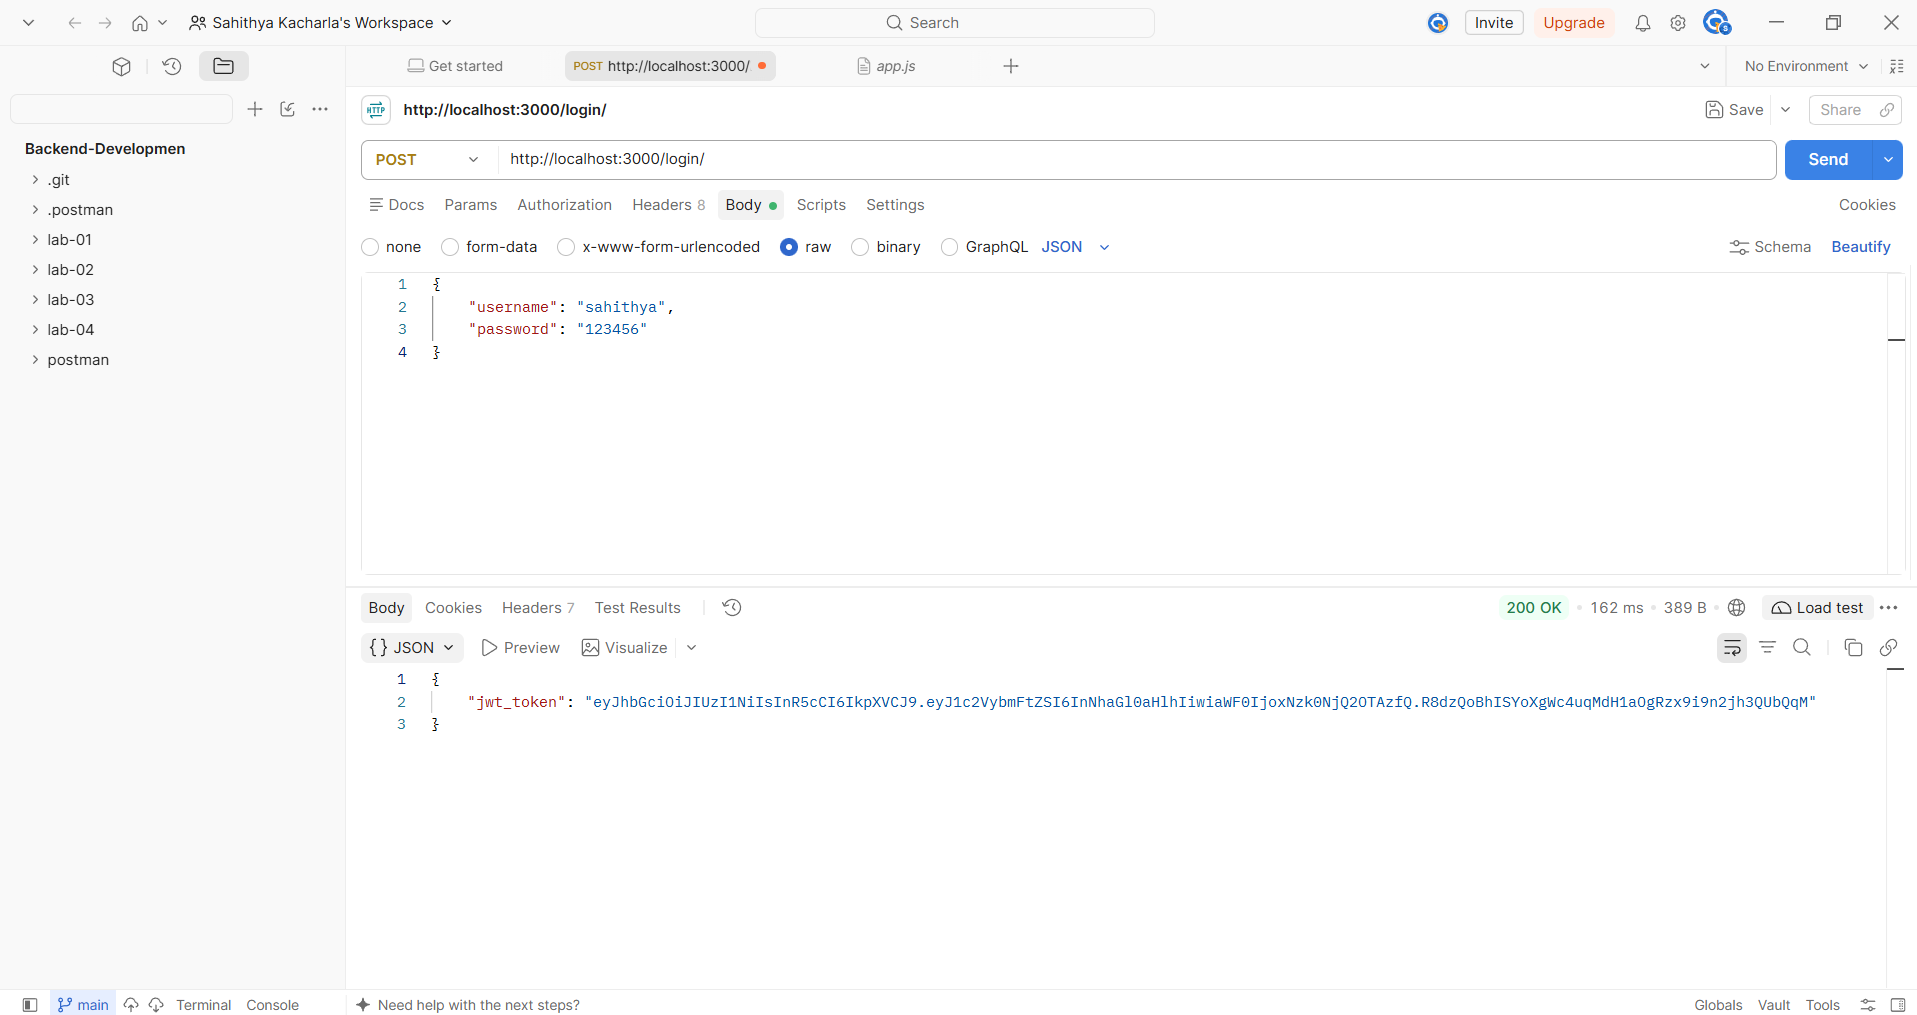 Sahithya Kacharla's Workspace
Search
Invite
Upgrade
Get started
POST http://localhost:3000/
app.js
No Environment
HTTP http://localhost:3000/login/
Save
Share
Backend-Developmen
.git
.postman
lab-01
lab-02
lab-03
lab-04
postman
POST http://localhost:3000/login/
Send
Docs Params Authorization Headers 8 Body Scripts Settings Cookies
none form-data x-www-form-urlencoded raw binary GraphQL JSON Schema Beautify
1 {
2 "username": "sahithya",
3 "password": "123456"
4 }
Body Cookies Headers 7 Test Results 200 OK 162 ms 389 B Load test
{} JSON Preview Visualize
1 {
2 "jwt_token": "eyJhbGciOiJIUzI1NiIsInR5cCI6IkpXVCJ9.eyJ1c2VybmFtZSI6InNhaGl0aHlhIiwiaWF0IjoxNzk0NjQ2OTAzfQ.R8dzQoBhISYoXgWc4uqMdH1aOgRzx9i9n2jh3QUbQqM"
3 }
main Terminal Console Need help with the next steps? Globals Vault Tools